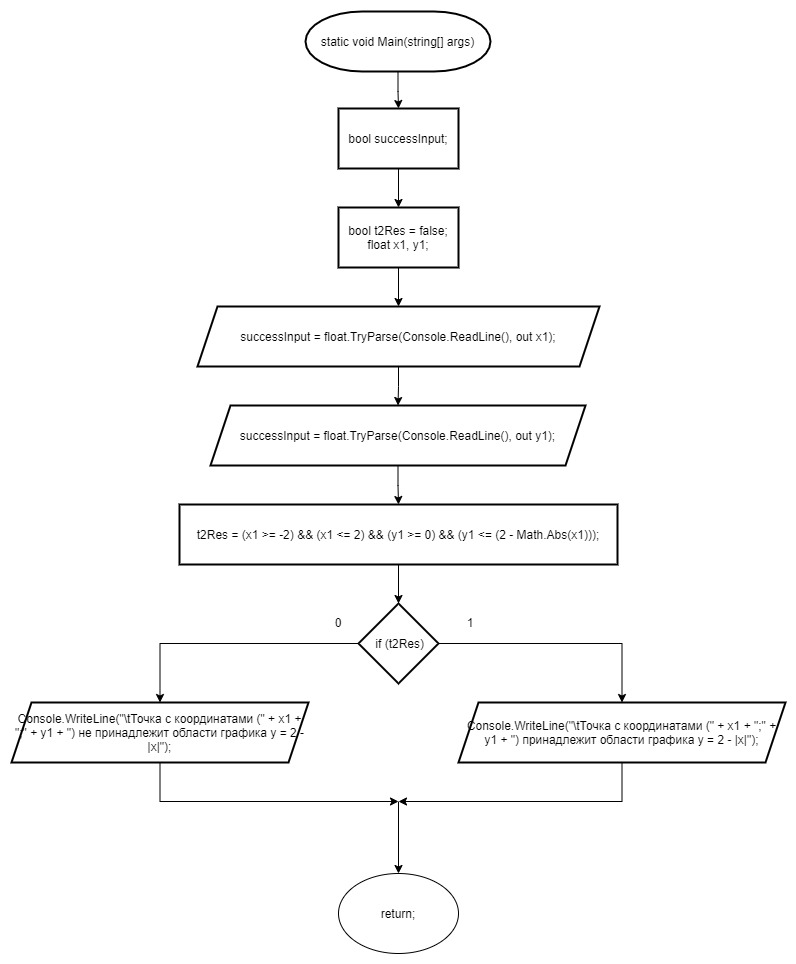 static void Main(string[] args)
bool successInput;
bool t2Res = false;
float x1, y1;
successInput = float.TryParse(Console.ReadLine(), out x1);
successInput = float.TryParse(Console.ReadLine(), out y1);
t2Res = (x1 >= -2) && (x1 <= 2) && (y1 >= 0) && (y1 <= (2 - Math.Abs(x1)));
if (t2Res)
0
1
Console.WriteLine("\tТочка с координатами (" + x1 +
";" + y1 + ") не принадлежит области графика y = 2 -
|x|");
Console.WriteLine("\tТочка с координатами (" + x1 + ";" +
y1 + ") принадлежит области графика y = 2 - |x|");
return;